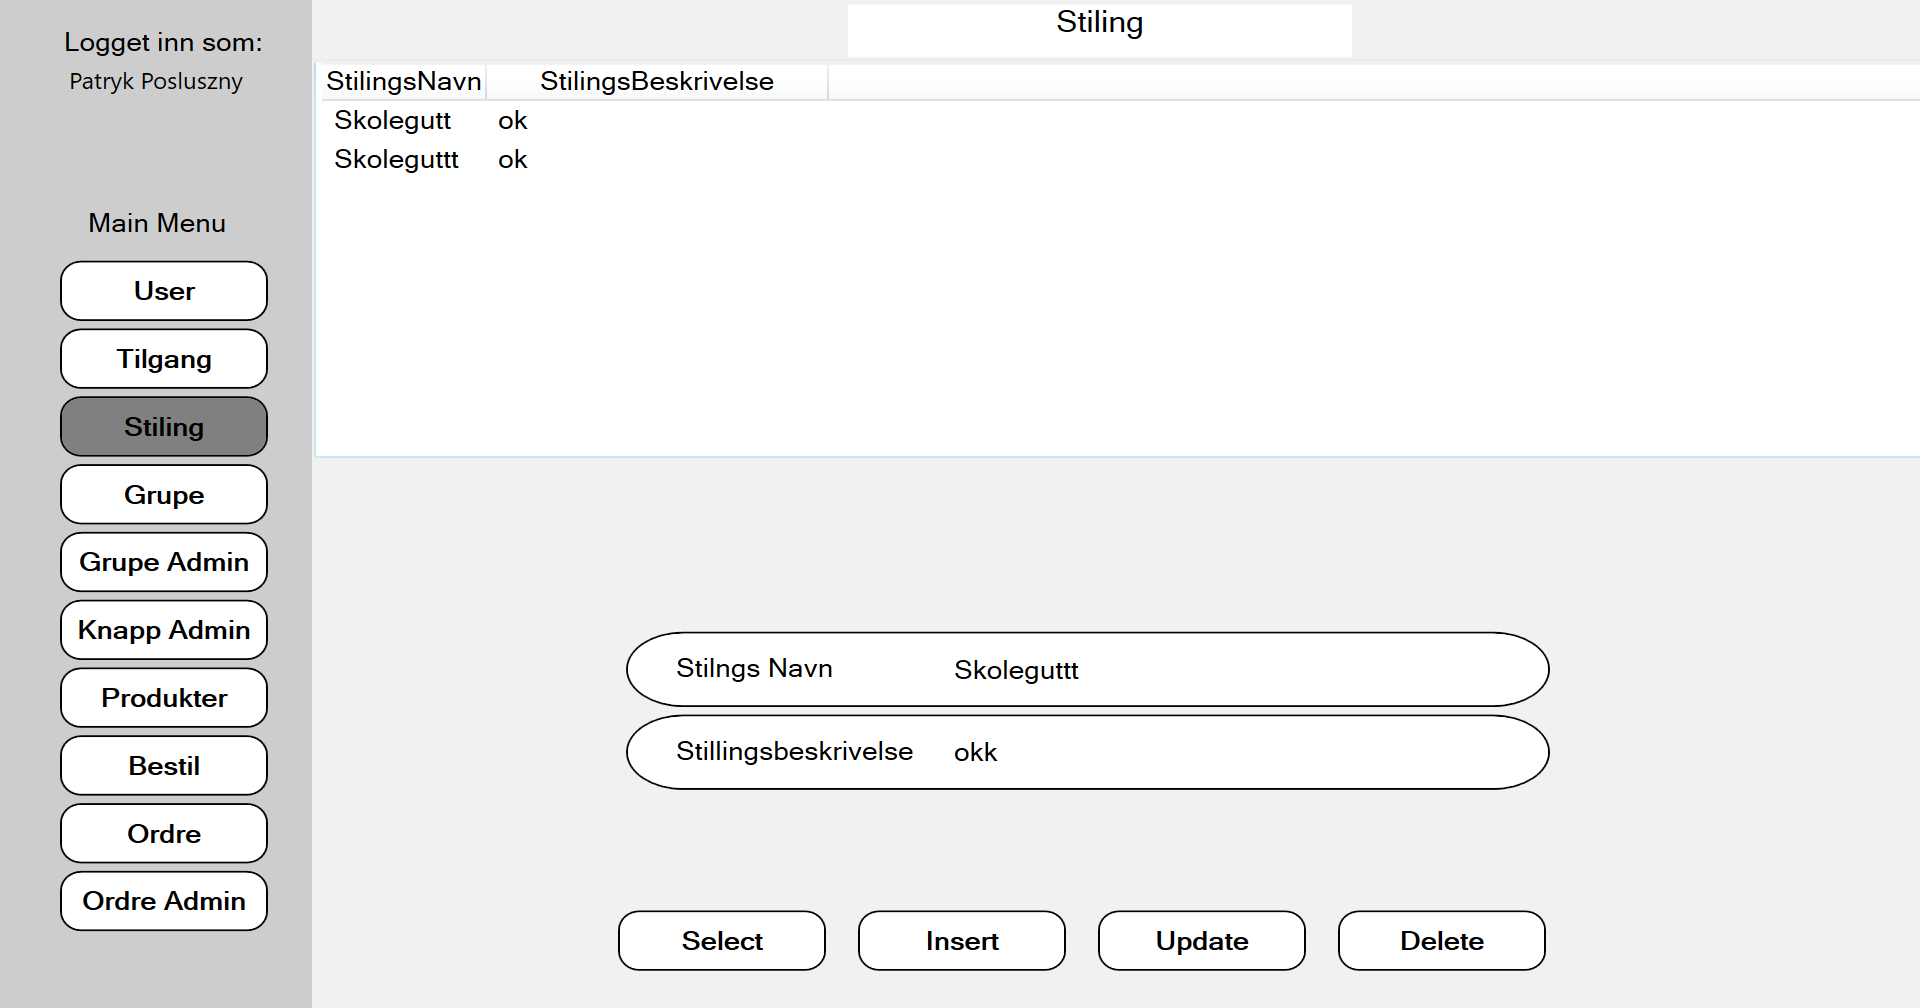 Logget inn som:
Patryk Posluszny
Main Menu
User
Tilgang
Stiling
Grupe
Grupe Admin
Knapp Admin
Produkter
Bestil
Ordre
Ordre Admin
Stiling
StilingsNavn StilingsBeskrivelse
Skolegutt ok
Skoleguttt ok
Stilngs Navn Skoleguttt
Stillingsbeskrivelse okk
Select Insert Update Delete